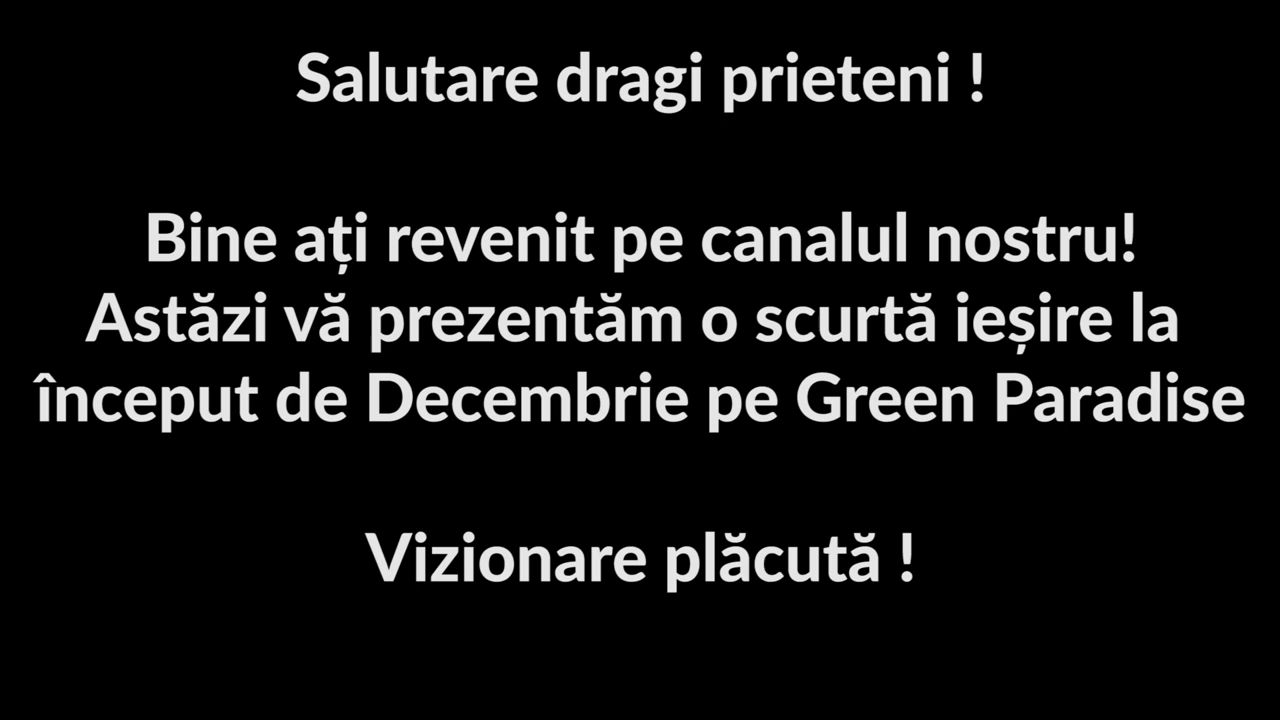 Salutare dragi prieteni !
Bine ați revenit pe canalul nostru!
Astăzi vă prezentăm o scurtă ieșire la
început de Decembrie pe Green Paradise
Vizionare plăcută !